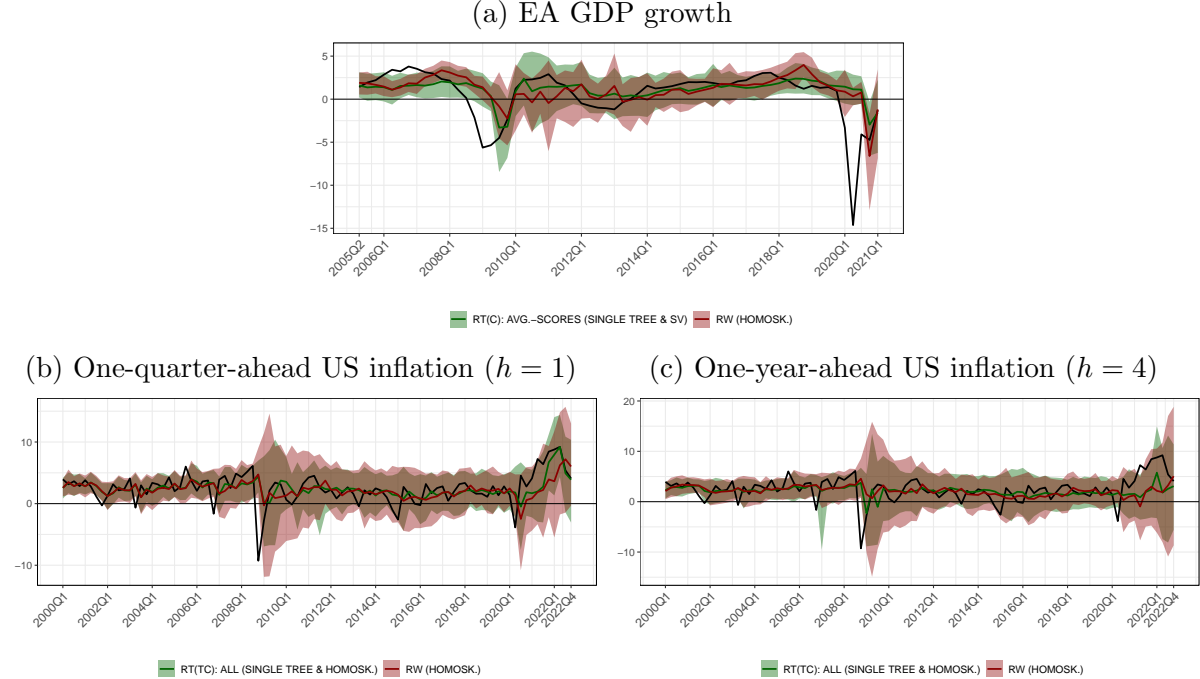 (a) EA GDP growth
5
0
−5
−10
−15
2005Q2
2006Q1
2008Q1
2010Q1
2012Q1
2014Q1
2016Q1
2018Q1
2020Q1
2021Q1
RT(C): AVG.−SCORES (SINGLE TREE & SV) RW (HOMOSK.)
(b) One-quarter-ahead US inflation (h = 1)
10
0
−10
2000Q1
2002Q1
2004Q1
2006Q1
2008Q1
2010Q1
2012Q1
2014Q1
2016Q1
2018Q1
2020Q1
2022Q1
2022Q4
RT(TC): ALL (SINGLE TREE & HOMOSK.) RW (HOMOSK.)
(c) One-year-ahead US inflation (h = 4)
20
10
0
−10
2000Q1
2002Q1
2004Q1
2006Q1
2008Q1
2010Q1
2012Q1
2014Q1
2016Q1
2018Q1
2020Q1
2022Q1
2022Q4
RT(TC): ALL (SINGLE TREE & HOMOSK.) RW (HOMOSK.)